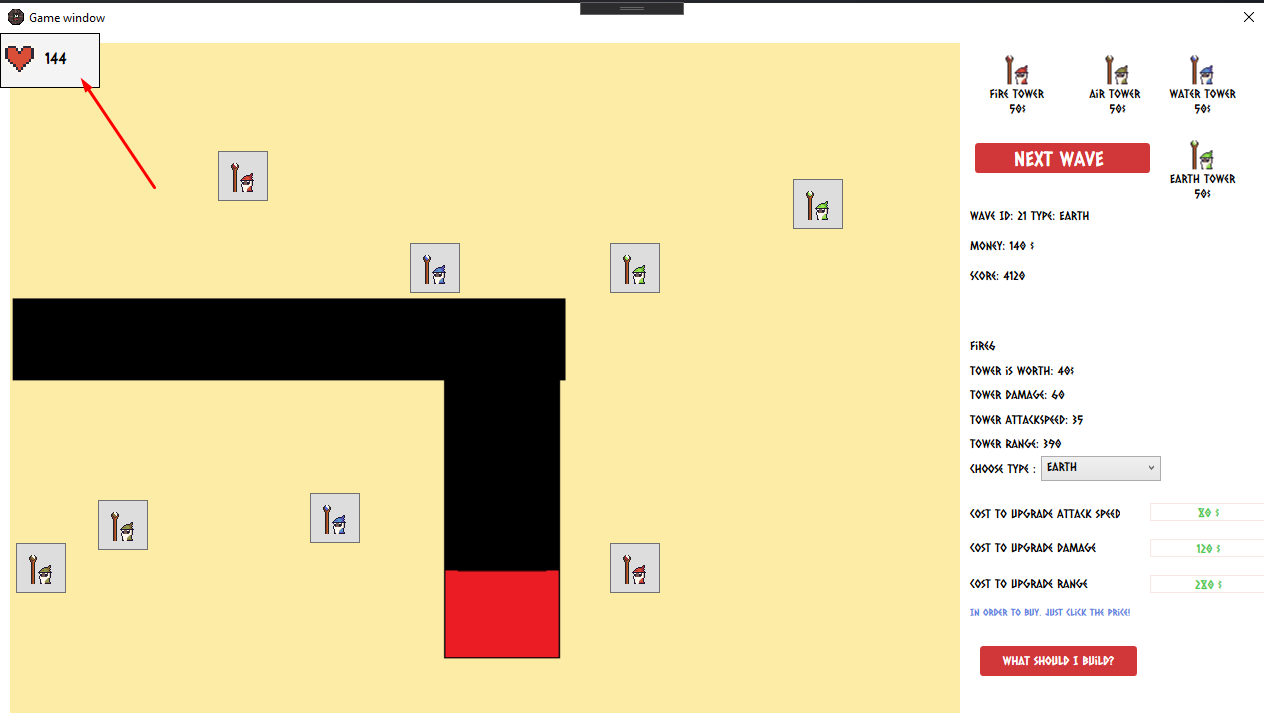 Game window
144
FIRE TOWER
50$
AIR TOWER
50$
WATER TOWER
50$
NEXT WAVE
EARTH TOWER
50$
WAVE ID: 21 TYPE: EARTH
MONEY: 140 $
SCORE: 4120
FIRE6
TOWER IS WORTH: 40$
TOWER DAMAGE: 60
TOWER ATTACKSPEED: 35
TOWER RANGE: 390
CHOOSE TYPE : EARTH
COST TO UPGRADE ATTACK SPEED 80 $
COST TO UPGRADE DAMAGE 120 $
COST TO UPGRADE RANGE 280 $
IN ORDER TO BUY, JUST CLICK THE PRICE!
WHAT SHOULD I BUILD?